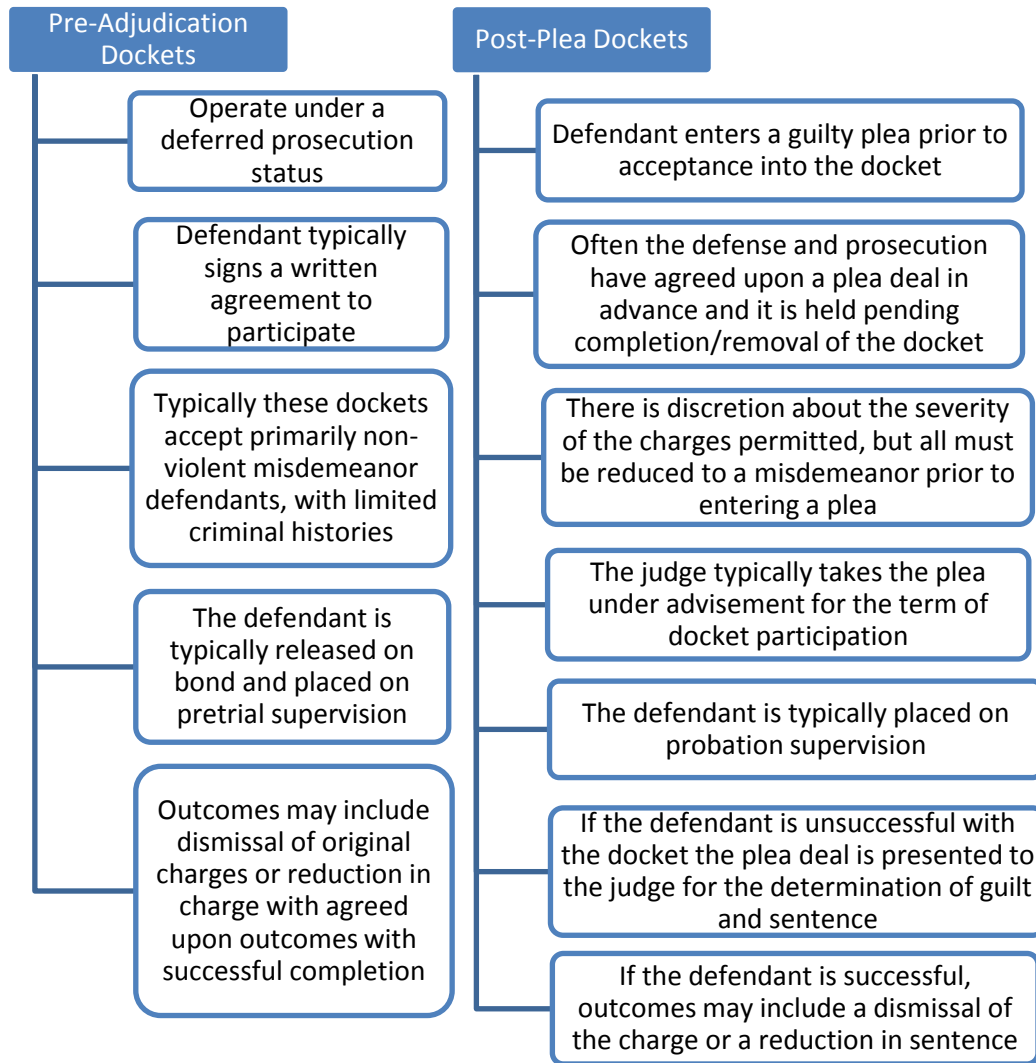 Pre-Adjudication
Dockets
Operate under a
deferred prosecution
status
Defendant typically
signs a written
agreement to
participate
Typically these dockets
accept primarily non-
violent misdemeanor
defendants, with limited
criminal histories
The defendant is
typically released on
bond and placed on
pretrial supervision
Outcomes may include
dismissal of original
charges or reduction in
charge with agreed
upon outcomes with
successful completion
Post-Plea Dockets
Defendant enters a guilty plea prior to
acceptance into the docket
Often the defense and prosecution
have agreed upon a plea deal in
advance and it is held pending
completion/removal of the docket
There is discretion about the severity
of the charges permitted, but all must
be reduced to a misdemeanor prior to
entering a plea
The judge typically takes the plea
under advisement for the term of
docket participation
The defendant is typically placed on
probation supervision
If the defendant is unsuccessful with
the docket the plea deal is presented to
the judge for the determination of guilt
and sentence
If the defendant is successful,
outcomes may include a dismissal of
the charge or a reduction in sentence